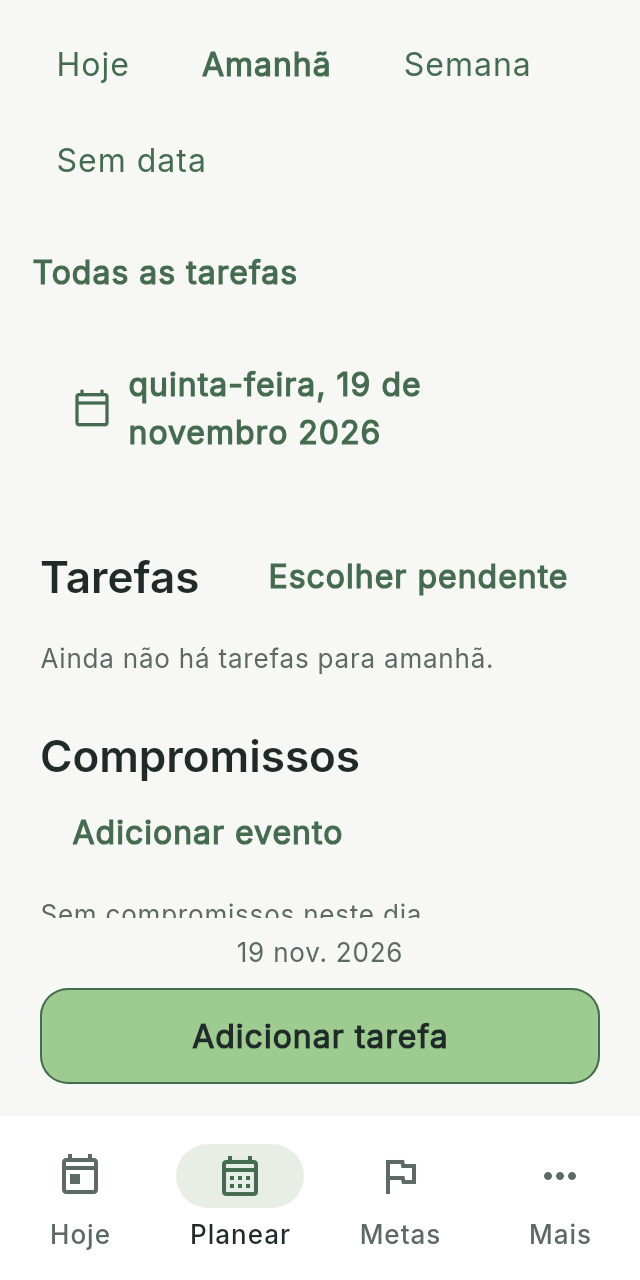 Hoje Amanhã Semana
Sem data
Todas as tarefas
quinta-feira, 19 de
novembro 2026
Tarefas Escolher pendente
Ainda não há tarefas para amanhã.
Compromissos
Adicionar evento
Sem compromissos neste dia
19 nov. 2026
Adicionar tarefa
Hoje Planear Metas Mais